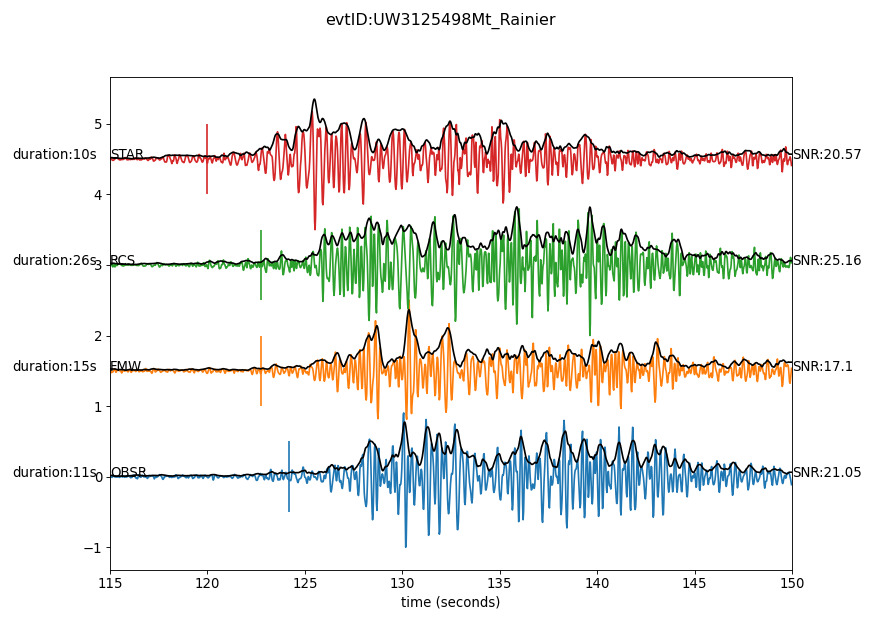 evtID:UW3125498Mt_Rainier
5
duration:10s STAR SNR:20.57
4
duration:26s RCS SNR:25.16
3
2
duration:15s EMW SNR:17.1
1
duration:11s OBSR SNR:21.05
0
−1
115 120 125 130 135 140 145 150
time (seconds)